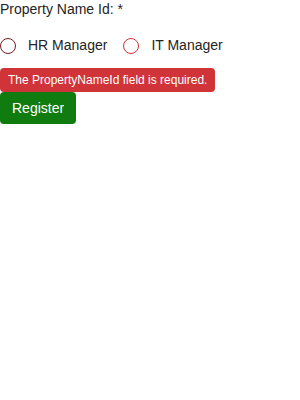 Property Name Id: *
HR Manager IT Manager
The PropertyNameId field is required.
Register